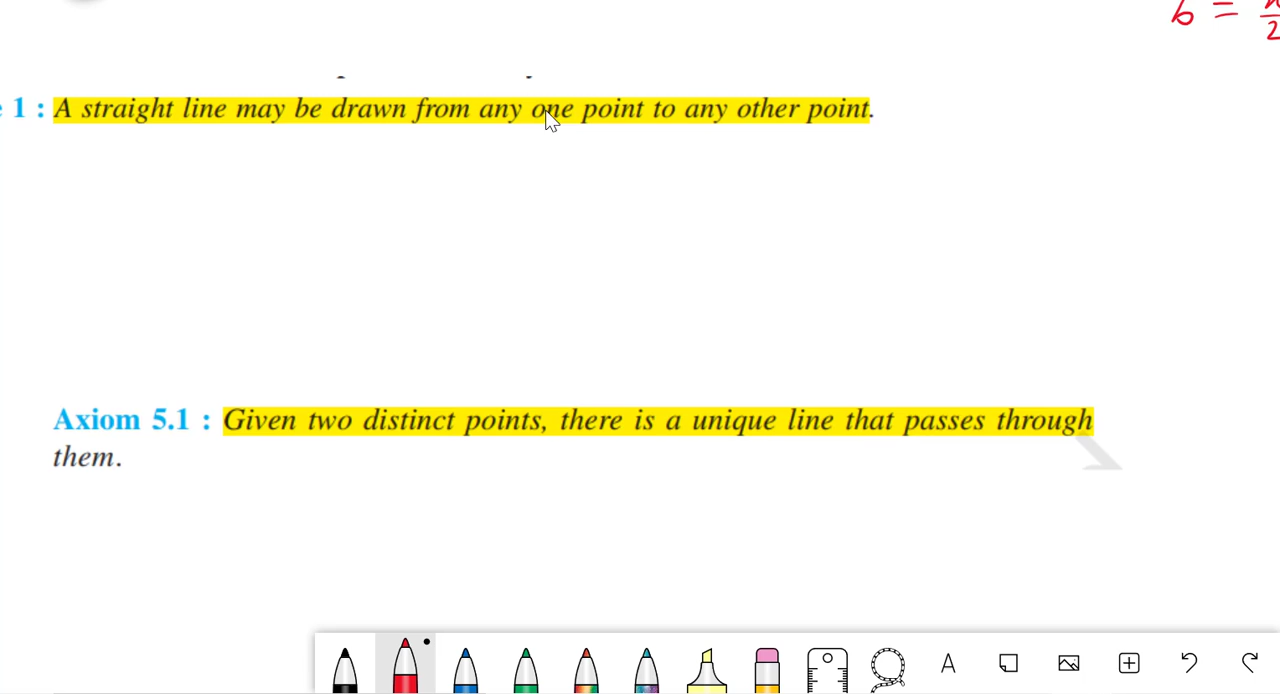 6 =
1 : A straight line may be drawn from any one point to any other point.
Axiom 5.1 : Given two distinct points, there is a unique line that passes through
them.